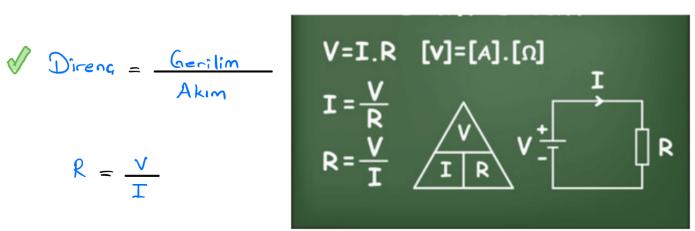 Direnç = Gerilim / Akım
R = V / I
V=I.R [V]=[A].[Ω]
I = V / R
R = V / I
V
I R
I
V + -
R